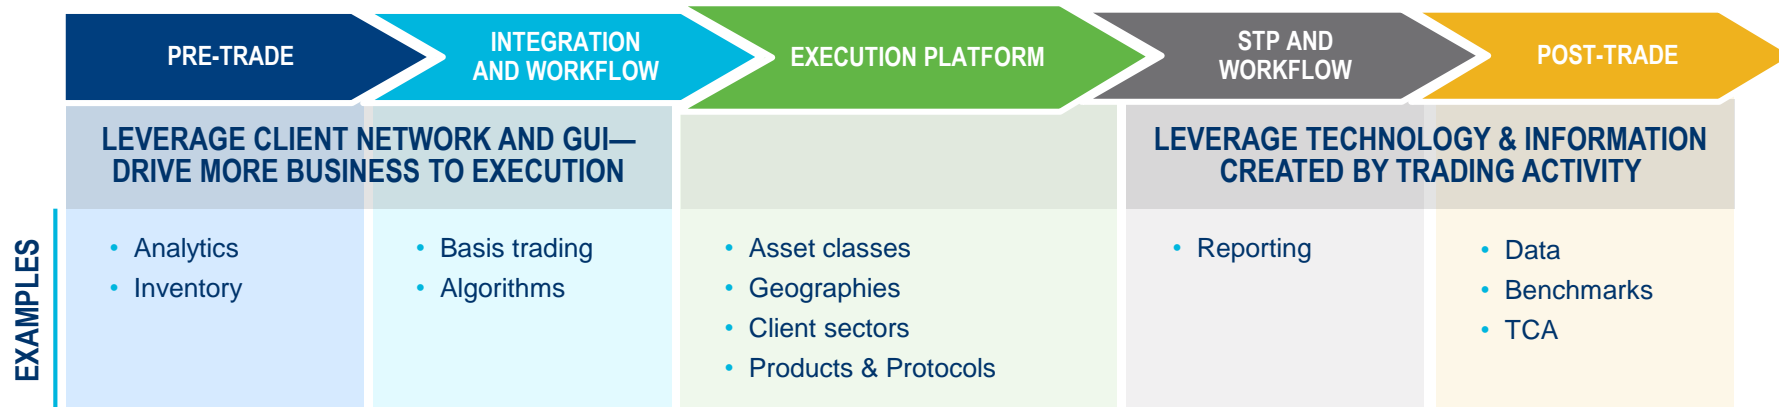 PRE-TRADE
INTEGRATION
AND WORKFLOW
EXECUTION PLATFORM
STP AND
WORKFLOW
POST-TRADE
LEVERAGE CLIENT NETWORK AND GUI—
DRIVE MORE BUSINESS TO EXECUTION
LEVERAGE TECHNOLOGY & INFORMATION
CREATED BY TRADING ACTIVITY
EXAMPLES
• Analytics
• Inventory
• Basis trading
• Algorithms
• Asset classes
• Geographies
• Client sectors
• Products & Protocols
• Reporting
• Data
• Benchmarks
• TCA